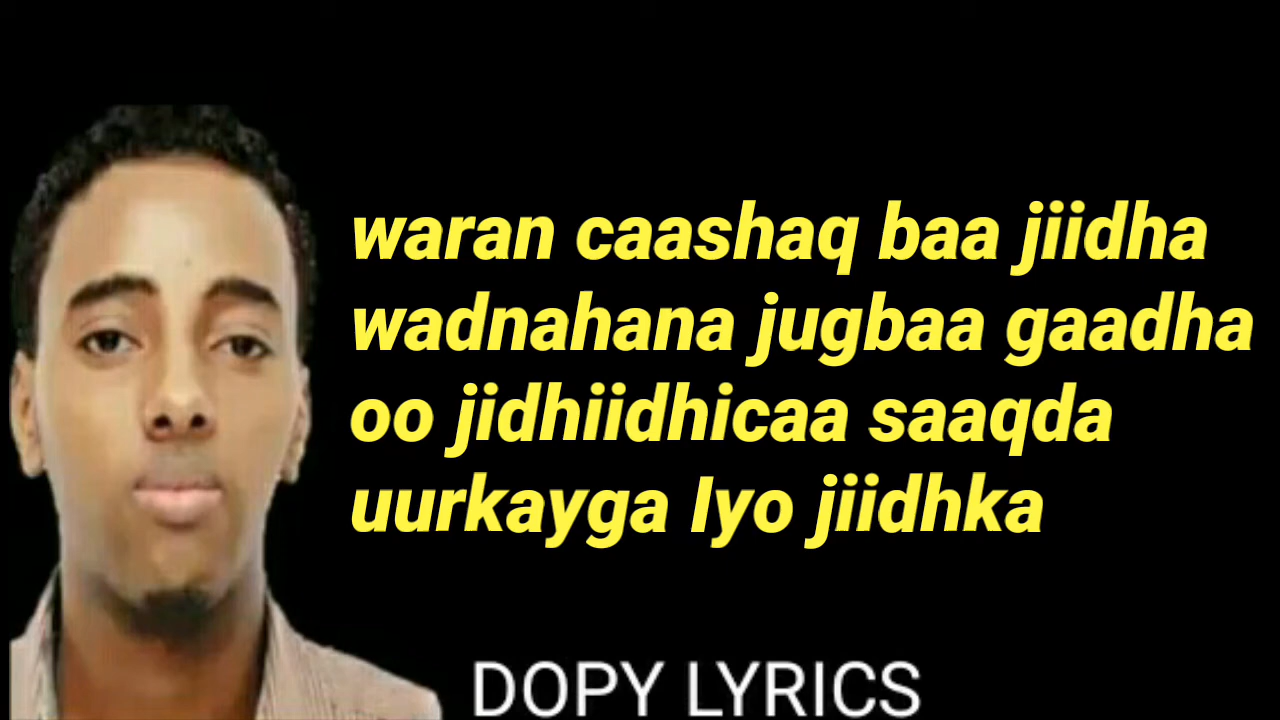 waran caashaq baa jiidha
wadnahana jugbaa gaadha
oo jidhiidhicaa saaqda
uurkayga Iyo jiidhka
DOPY LYRICS